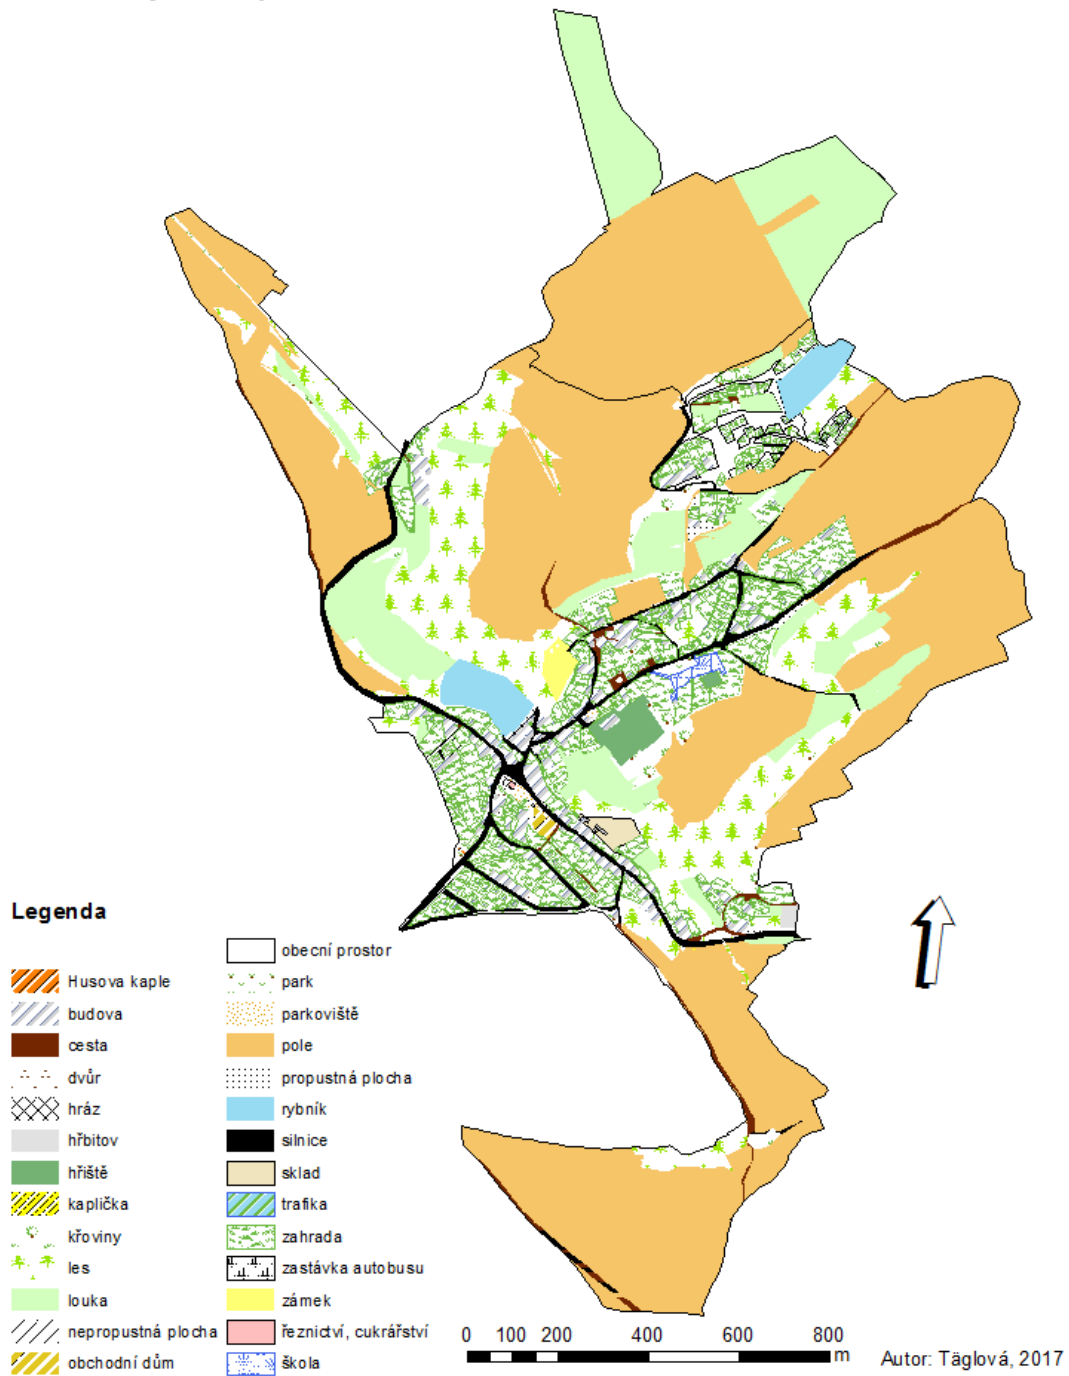 Legenda
obecní prostor
Husova kaple
park
budova
parkoviště
cesta
pole
dvůr
propustná plocha
hráz
rybník
hřbitov
silnice
hřiště
sklad
kaplička
trafika
křoviny
zahrada
les
zastávka autobusu
louka
zámek
nepropustná plocha
řeznictví, cukrářství
obchodní dům
škola
0 100 200 400 600 800
m
Autor: Täglová, 2017